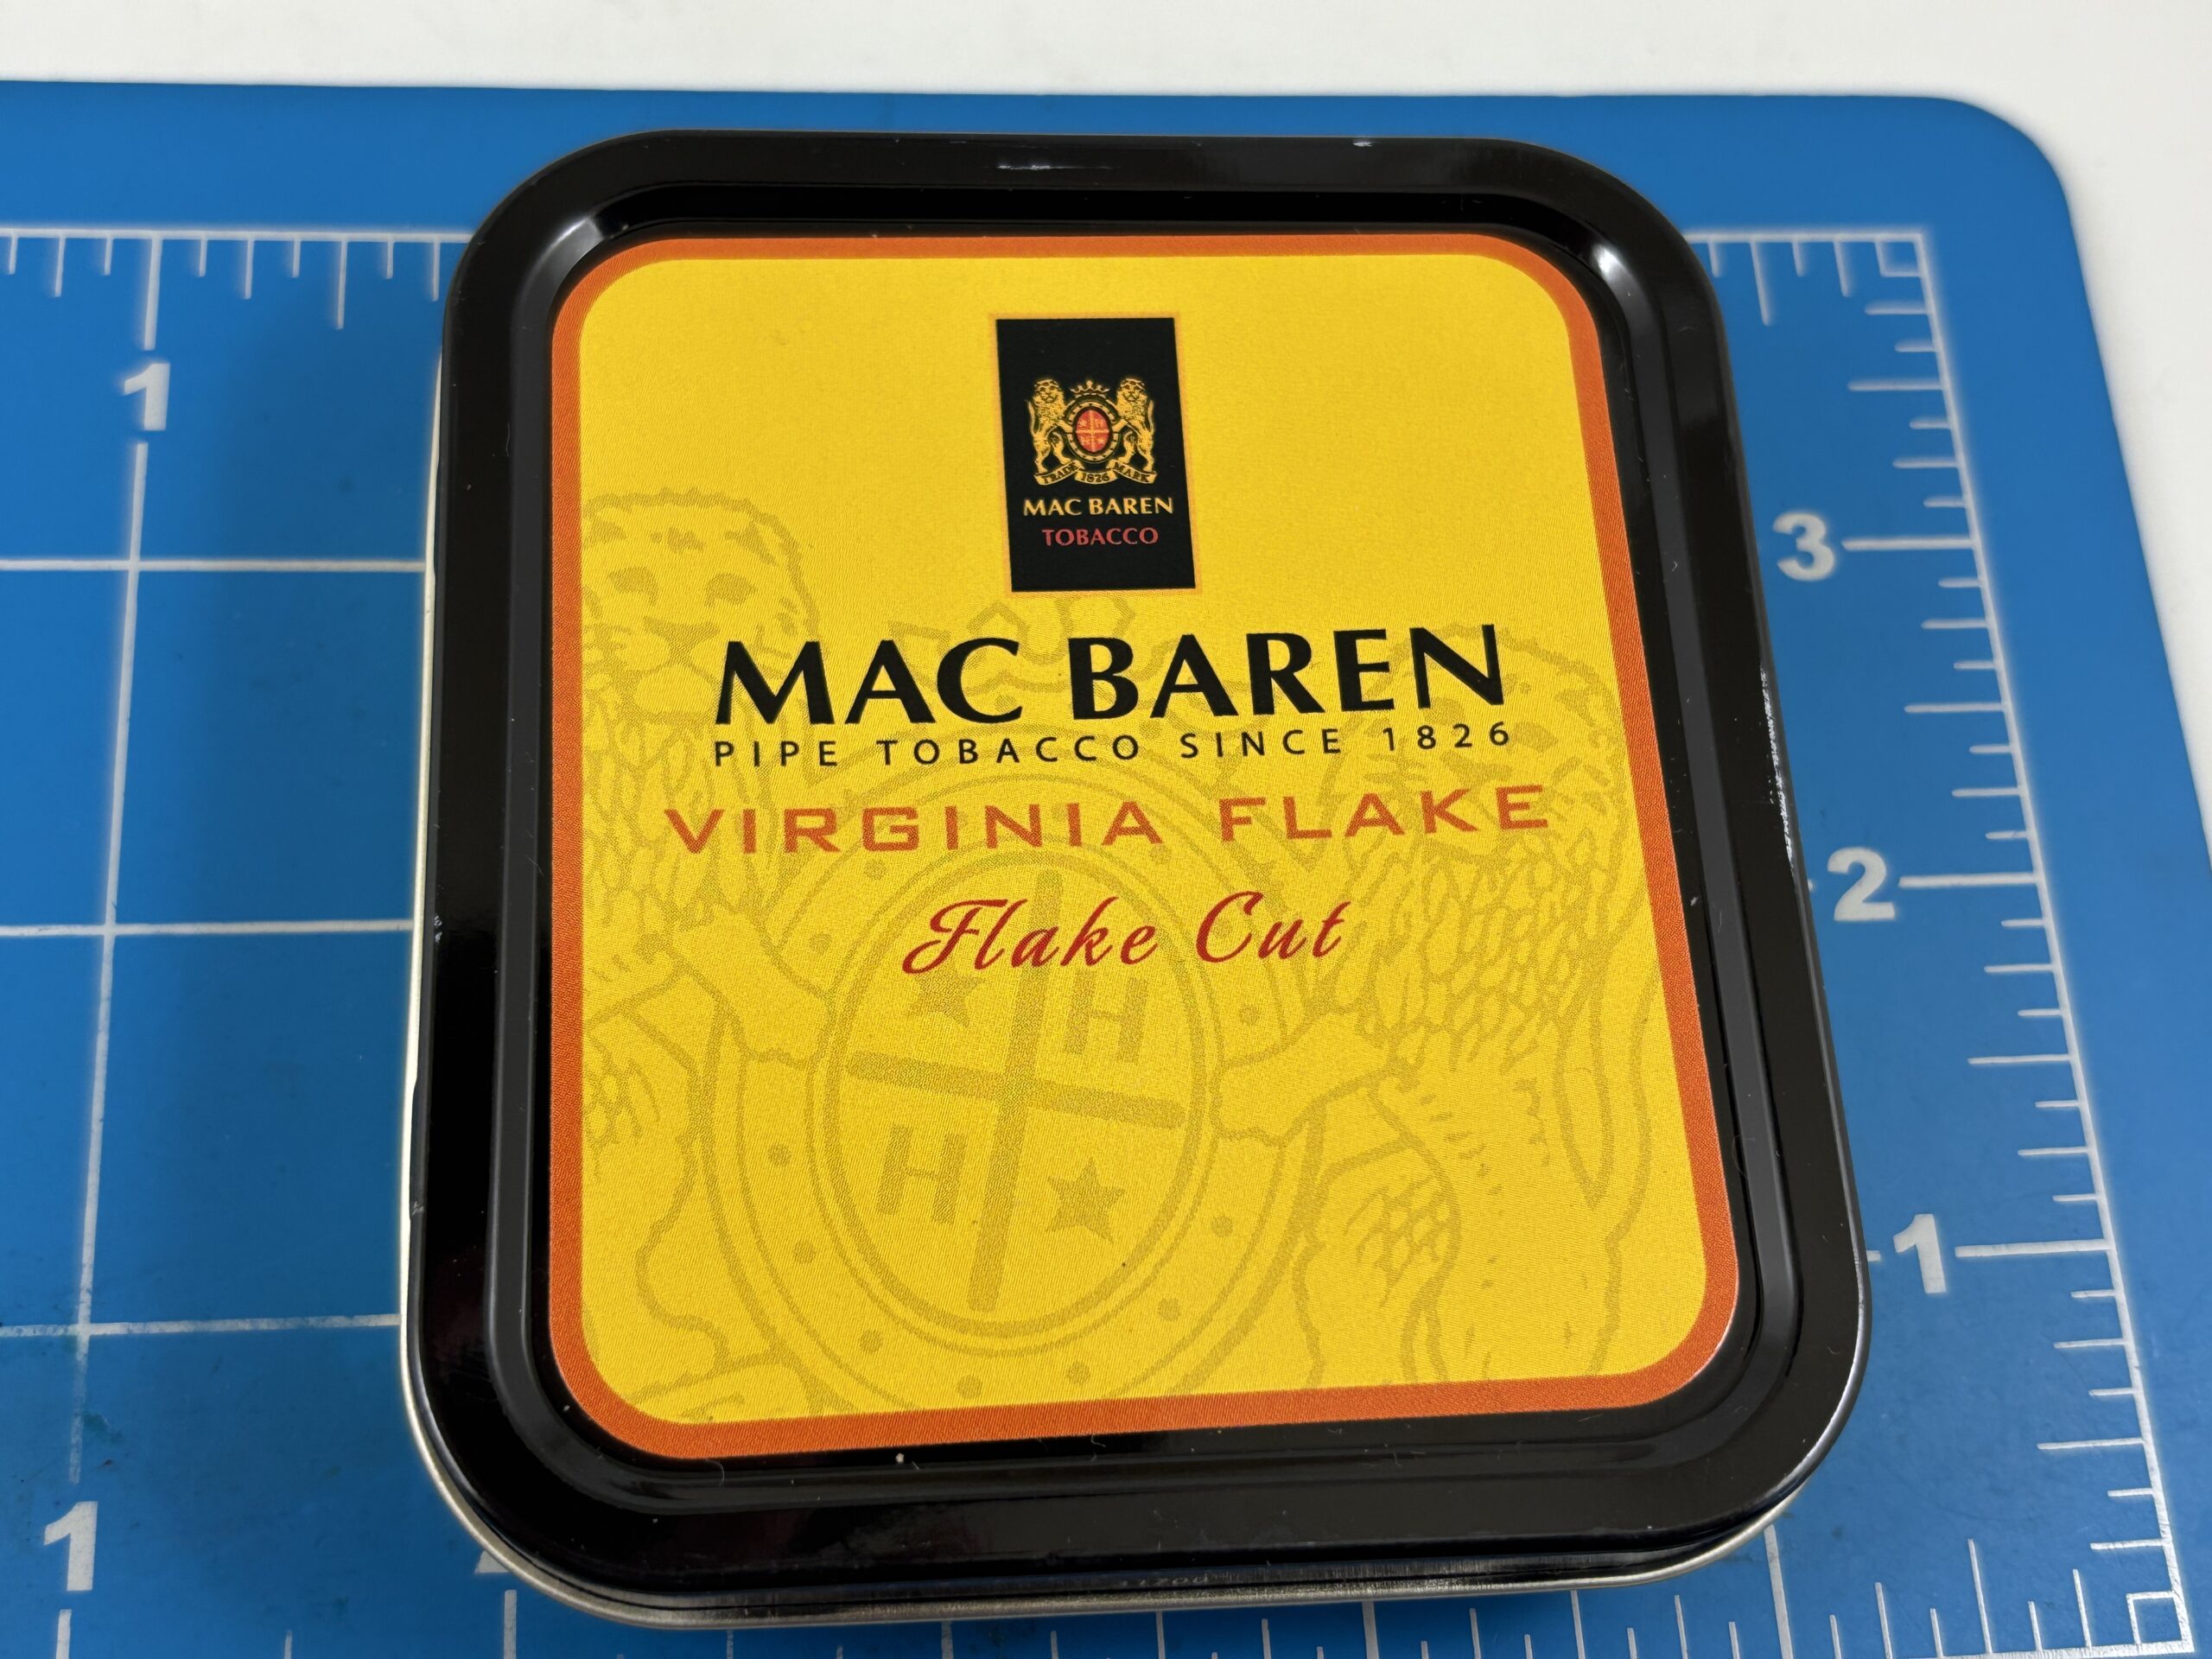 1
TRADE 1826 MARK
MAC BAREN
TOBACCO
3
MAC BAREN
PIPE TOBACCO SINCE 1826
VIRGINIA FLAKE
2
Flake Cut
H
H
1
1